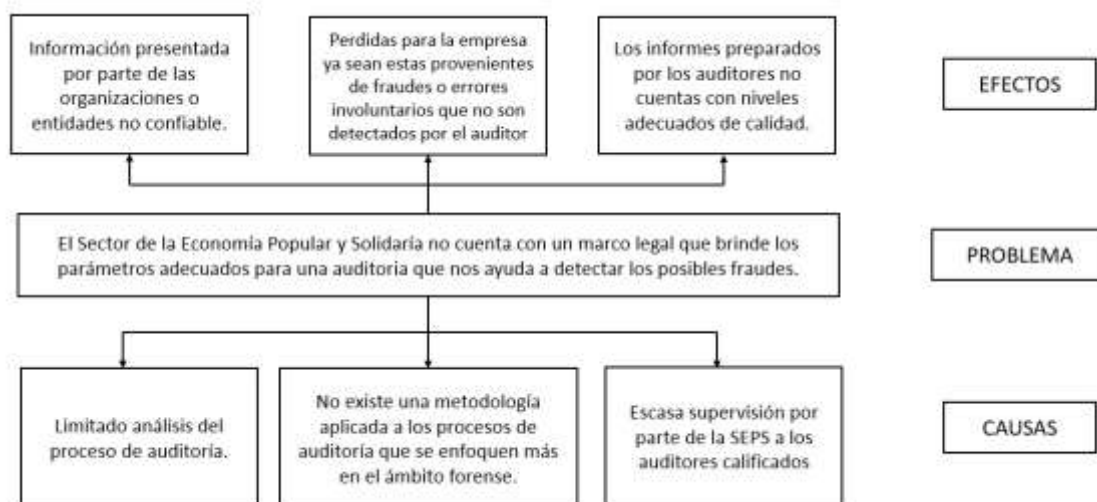 Información presentada
por parte de las
organizaciones o
entidades no confiable.
Perdidas para la empresa
ya sean estas provenientes
de fraudes o errores
involuntarios que no son
detectados por el auditor
Los informes preparados
por los auditores no
cuentas con niveles
adecuados de calidad.
EFECTOS
El Sector de la Economía Popular y Solidaría no cuenta con un marco legal que brinde los
parámetros adecuados para una auditoria que nos ayuda a detectar los posibles fraudes.
PROBLEMA
Limitado análisis del
proceso de auditoría.
No existe una metodología
aplicada a los procesos de
auditoría que se enfoquen más
en el ámbito forense.
Escasa supervisión por
parte de la SEPS a los
auditores calificados
CAUSAS